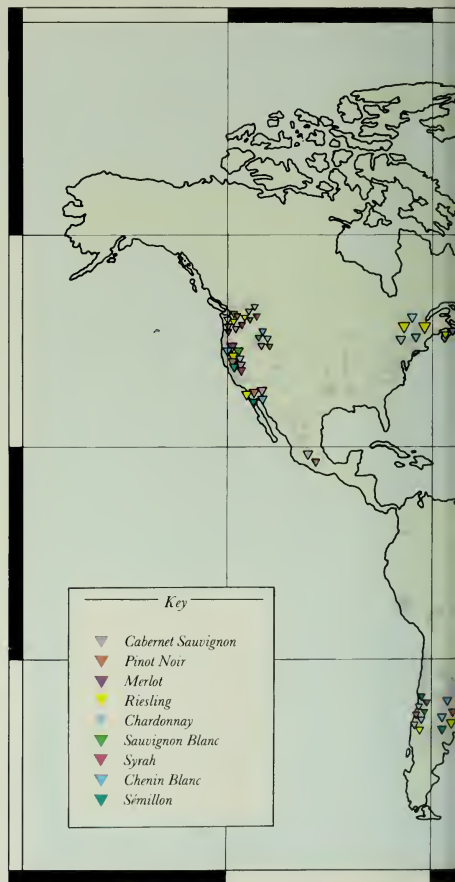 Key
Cabernet Sauvignon
Pinot Noir
Merlot
Riesling
Chardonnay
Sauvignon Blanc
Syrah
Chenin Blanc
Sémillon